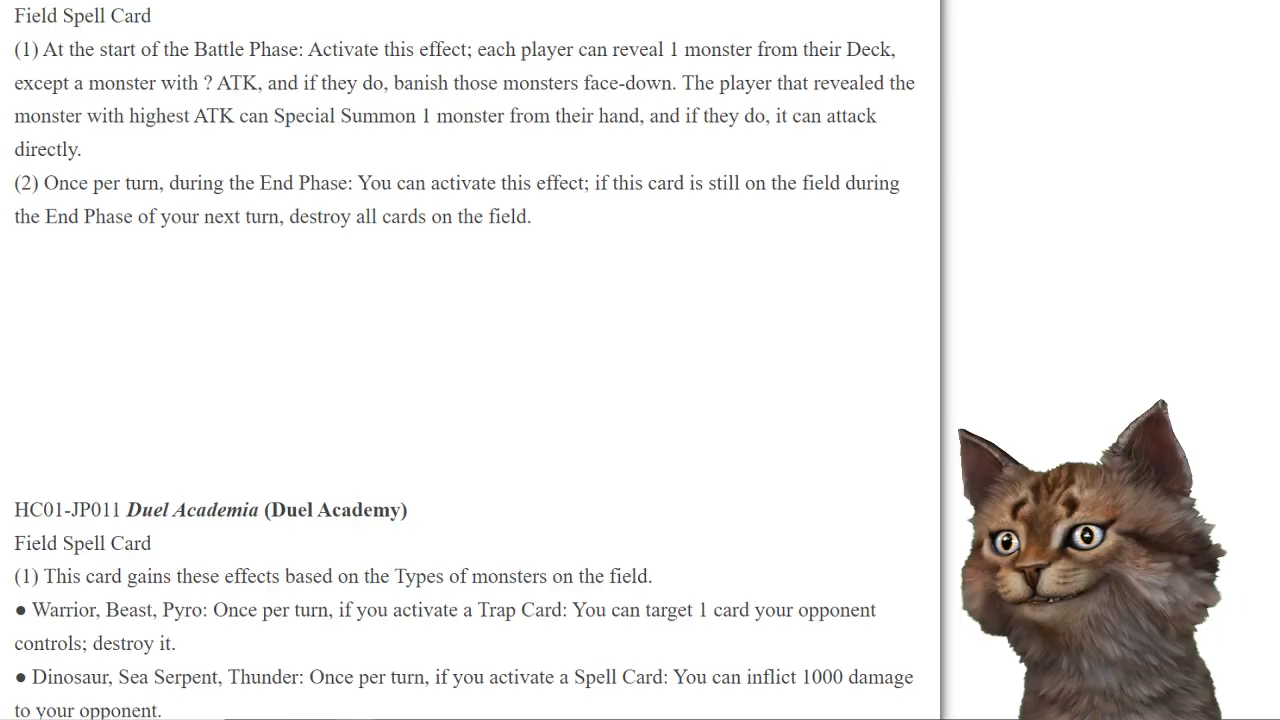 Field Spell Card
(1) At the start of the Battle Phase: Activate this effect; each player can reveal 1 monster from their Deck,
except a monster with ? ATK, and if they do, banish those monsters face-down. The player that revealed the
monster with highest ATK can Special Summon 1 monster from their hand, and if they do, it can attack
directly.
(2) Once per turn, during the End Phase: You can activate this effect; if this card is still on the field during
the End Phase of your next turn, destroy all cards on the field.
HC01-JP011 Duel Academia (Duel Academy)
Field Spell Card
(1) This card gains these effects based on the Types of monsters on the field.
● Warrior, Beast, Pyro: Once per turn, if you activate a Trap Card: You can target 1 card your opponent
controls; destroy it.
● Dinosaur, Sea Serpent, Thunder: Once per turn, if you activate a Spell Card: You can inflict 1000 damage
to your opponent.